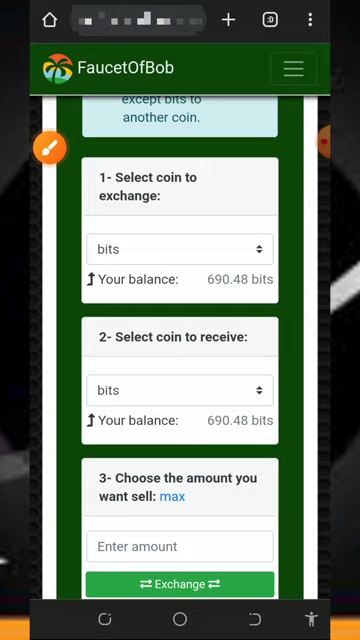 :D
FaucetOfBob
except bits to
another coin.
1- Select coin to
exchange:
bits
Your balance: 690.48 bits
2- Select coin to receive:
bits
Your balance: 690.48 bits
3- Choose the amount you
want sell: max
Enter amount
Exchange